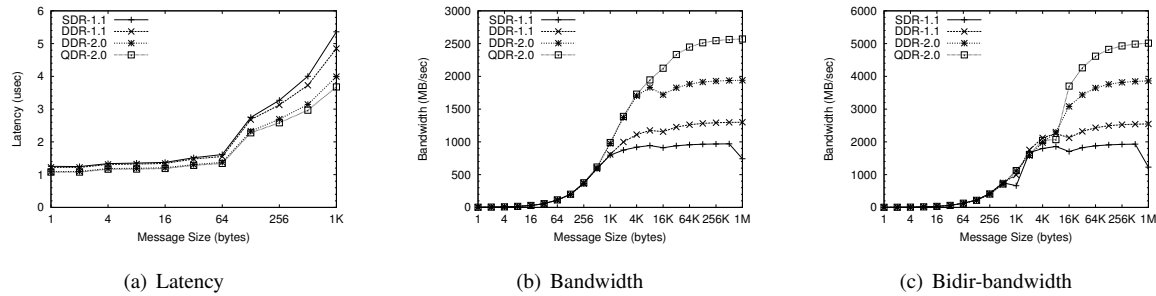 6
5
4
3
2
1
0
Latency (usec)
SDR-1.1
DDR-1.1
DDR-2.0
QDR-2.0
1 4 16 64 256 1K
Message Size (bytes)
(a) Latency
3000
2500
2000
1500
1000
500
0
Bandwidth (MB/sec)
SDR-1.1
DDR-1.1
DDR-2.0
QDR-2.0
1 4 16 64 256 1K 4K 16K 64K 256K 1M
Message Size (bytes)
(b) Bandwidth
6000
5000
4000
3000
2000
1000
0
Bandwidth (MB/sec)
SDR-1.1
DDR-1.1
DDR-2.0
QDR-2.0
1 4 16 64 256 1K 4K 16K 64K 256K 1M
Message Size (bytes)
(c) Bidir-bandwidth